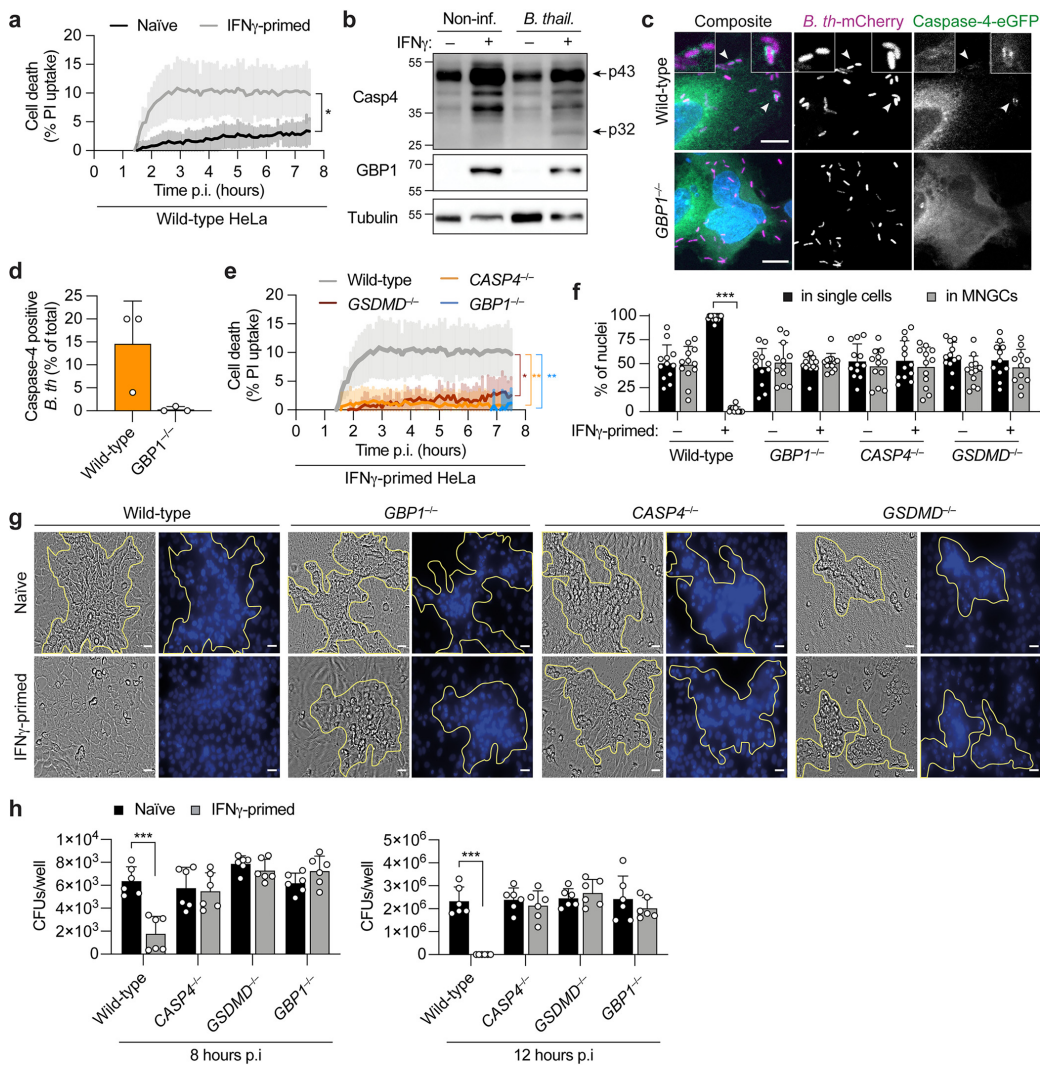 a
Naïve IFNγ-primed
Cell death
(% PI uptake)
20
15
10
5
0
*
0 1 2 3 4 5 6 7 8
Time p.i. (hours)
Wild-type HeLa
b
Non-inf. B. thail.
IFNγ: – + – +
55
35
25
Casp4
p43
p32
70
55
GBP1
55
Tubulin
c
Composite B. th-mCherry Caspase-4-eGFP
Wild-type
GBP1–/–
d
Caspase-4 positive
B. th (% of total)
25
20
15
10
5
0
Wild-type
GBP1–/–
e
Wild-type CASP4–/–
GSDMD–/– GBP1–/–
Cell death
(% PI uptake)
20
15
10
5
0
* ** **
0 1 2 3 4 5 6 7 8
Time p.i. (hours)
IFNγ-primed HeLa
f
in single cells in MNGCs
***
% of nuclei
100
75
50
25
0
IFNγ-primed: – + – + – + – +
Wild-type GBP1–/– CASP4–/– GSDMD–/–
g
Wild-type GBP1–/– CASP4–/– GSDMD–/–
Naïve
IFNγ-primed
h
Naïve IFNγ-primed
CFUs/well
1×10⁴
8×10³
6×10³
4×10³
2×10³
0
***
Wild-type
CASP4–/–
GSDMD–/–
GBP1–/–
8 hours p.i
CFUs/well
5×10⁶
4×10⁶
3×10⁶
2×10⁶
1×10⁶
0
***
Wild-type
CASP4–/–
GSDMD–/–
GBP1–/–
12 hours p.i